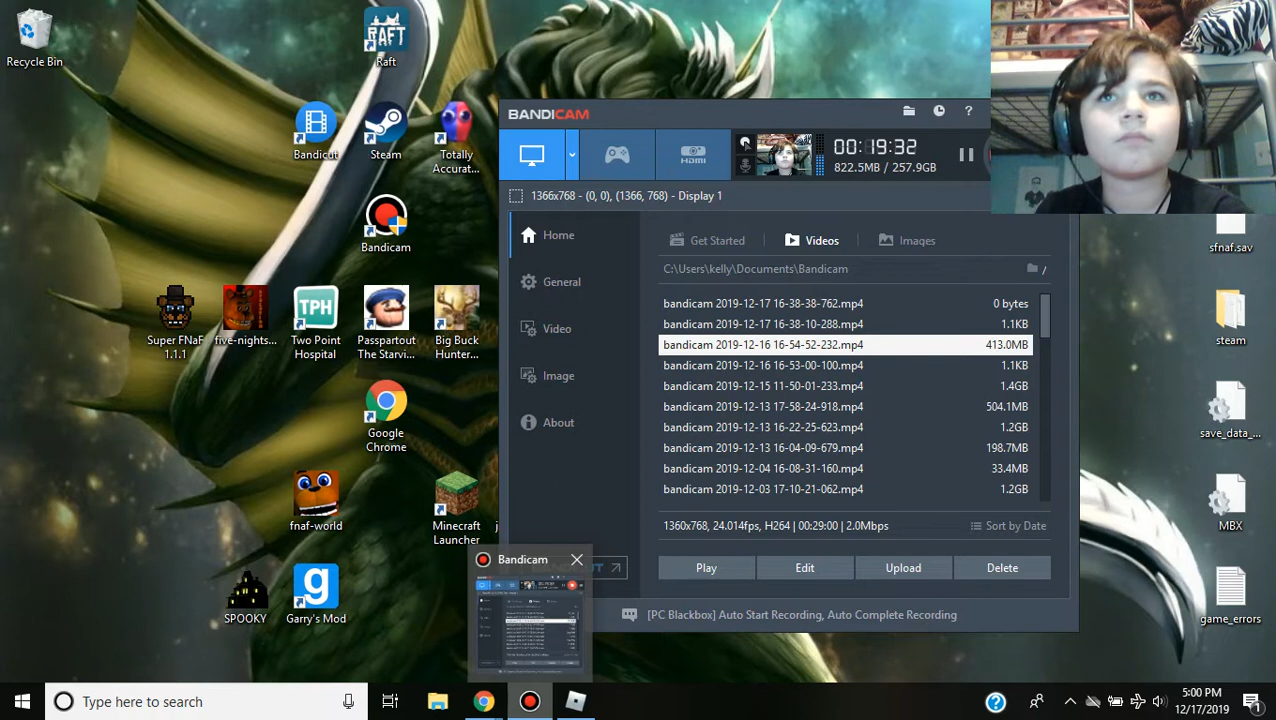 Recycle Bin
Raft
RAFT
Bandicut
Steam
Totally
Accurat...
Bandicam
Super FNaF
1.1.1
five-nights...
TPH
Two Point
Hospital
Passpartout
The Starvi...
Big Buck
Hunter...
Google
Chrome
fnaf-world
Minecraft
Launcher
SPOOKY
Garry's Mod
BANDICAM
?
HDMI
00:19:32
822.5MB / 257.9GB
1366x768 - (0, 0), (1366, 768) - Display 1
Home
General
Video
Image
About
Get Started
Videos
Images
C:\Users\kelly\Documents\Bandicam
/
bandicam 2019-12-17 16-38-38-762.mp4 0 bytes
bandicam 2019-12-17 16-38-10-288.mp4 1.1KB
bandicam 2019-12-16 16-54-52-232.mp4 413.0MB
bandicam 2019-12-16 16-53-00-100.mp4 1.1KB
bandicam 2019-12-15 11-50-01-233.mp4 1.4GB
bandicam 2019-12-13 17-58-24-918.mp4 504.1MB
bandicam 2019-12-13 16-22-25-623.mp4 1.2GB
bandicam 2019-12-13 16-04-09-679.mp4 198.7MB
bandicam 2019-12-04 16-08-31-160.mp4 33.4MB
bandicam 2019-12-03 17-10-21-062.mp4 1.2GB
1360x768, 24.014fps, H264 | 00:29:00 | 2.0Mbps
Sort by Date
Play
Edit
Upload
Delete
[PC Blocked] Auto Start Recording, Auto Complete Recording
Bandicam
sfnaf.sav
steam
save_data_...
MBX
game_errors
Type here to search
5:00 PM
12/17/2019
1